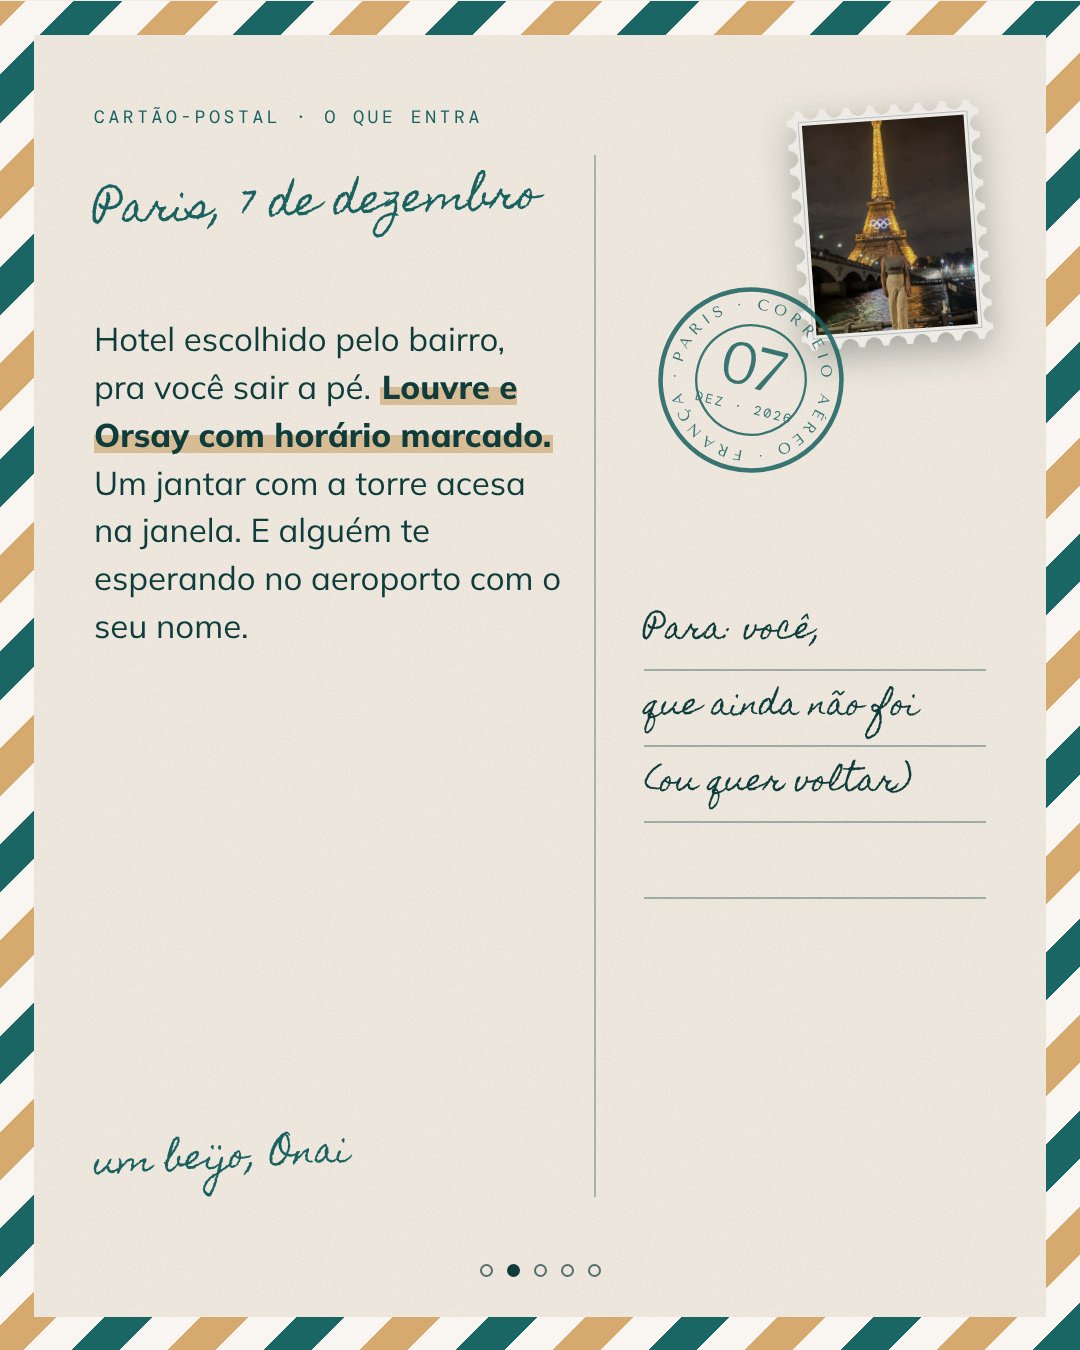 CARTÃO-POSTAL · O QUE ENTRA
Paris, 7 de dezembro
Hotel escolhido pelo bairro,
pra você sair a pé. Louvre e
Orsay com horário marcado.
Um jantar com a torre acesa
na janela. E alguém te
esperando no aeroporto com o
seu nome.
um beijo, Onai
PARIS · CORREIO AEREO · FRANÇA ·
07
DEZ · 2026
Para: você,
que ainda não foi
(ou quer voltar)